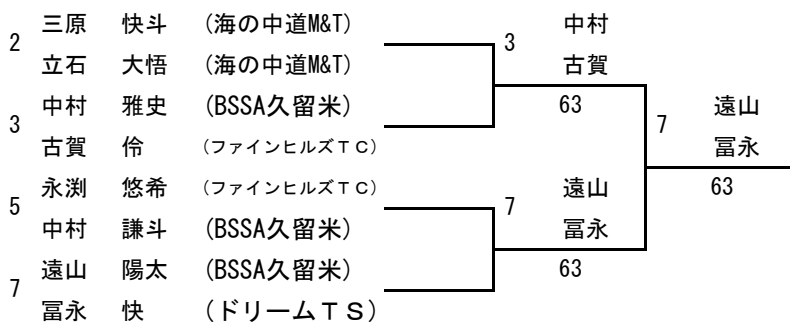 2 三原 快斗 (海の中道M&T)
立石 大悟 (海の中道M&T)
3 中村 雅史 (BSSA久留米)
古賀 伶 (ファインヒルズＴＣ)
5 永渕 悠希 (ファインヒルズＴＣ)
中村 謙斗 (BSSA久留米)
7 遠山 陽太 (BSSA久留米)
冨永 快 (ドリームＴＳ)
3 中村
古賀
63
7 遠山
冨永
63
7 遠山
冨永
63